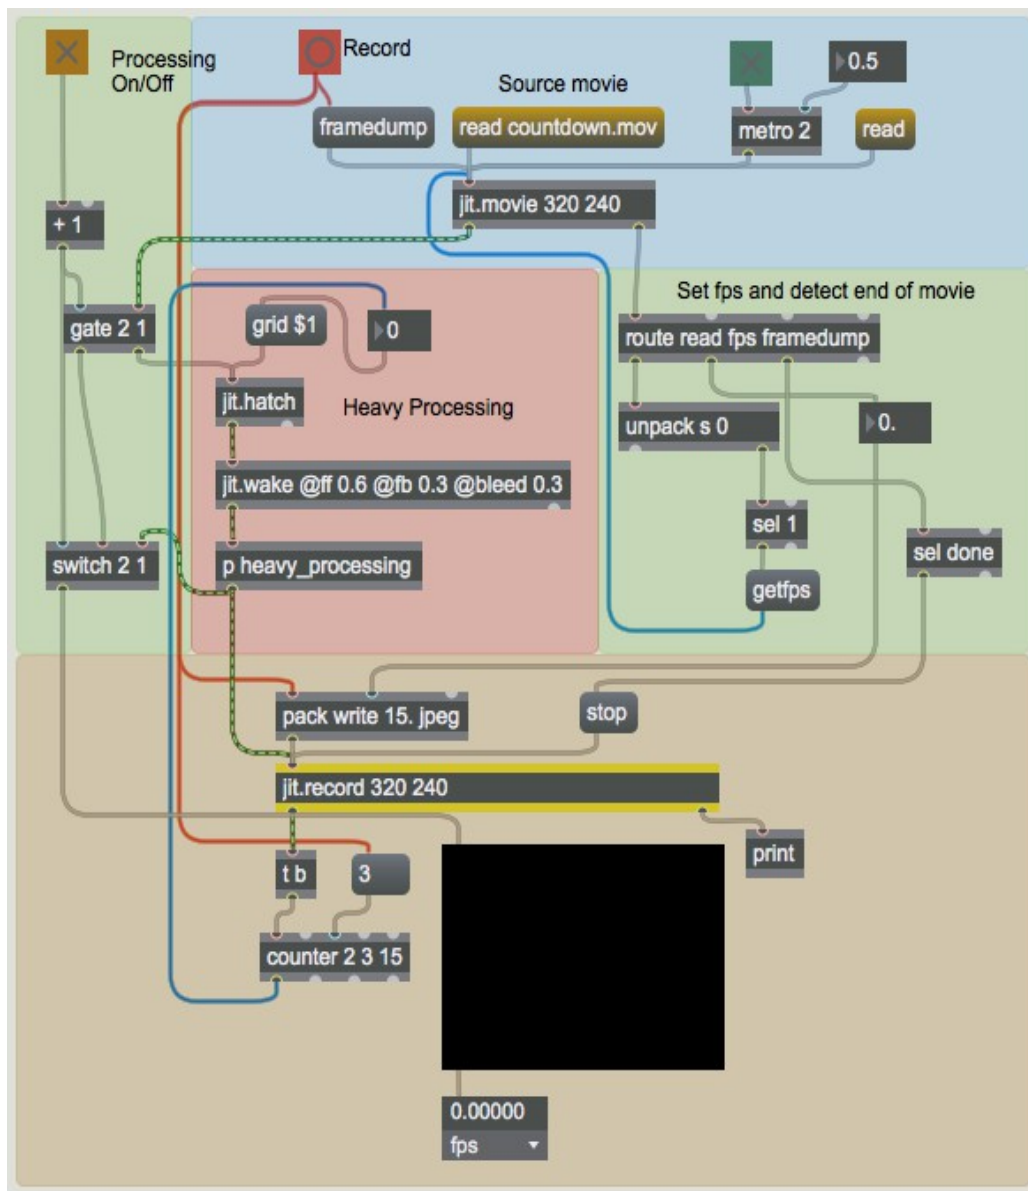 Processing
On/Off
Record
Source movie
0.5
framedump
read countdown.mov
metro 2
read
jit.movie 320 240
+ 1
Set fps and detect end of movie
gate 2 1
grid $1
0
route read fps framedump
jit.hatch
Heavy Processing
unpack s 0
0.
jit.wake @ff 0.6 @fb 0.3 @bleed 0.3
sel 1
switch 2 1
p heavy_processing
sel done
getfps
pack write 15. jpeg
stop
jit.record 320 240
t b
3
print
counter 2 3 15
0.00000
fps